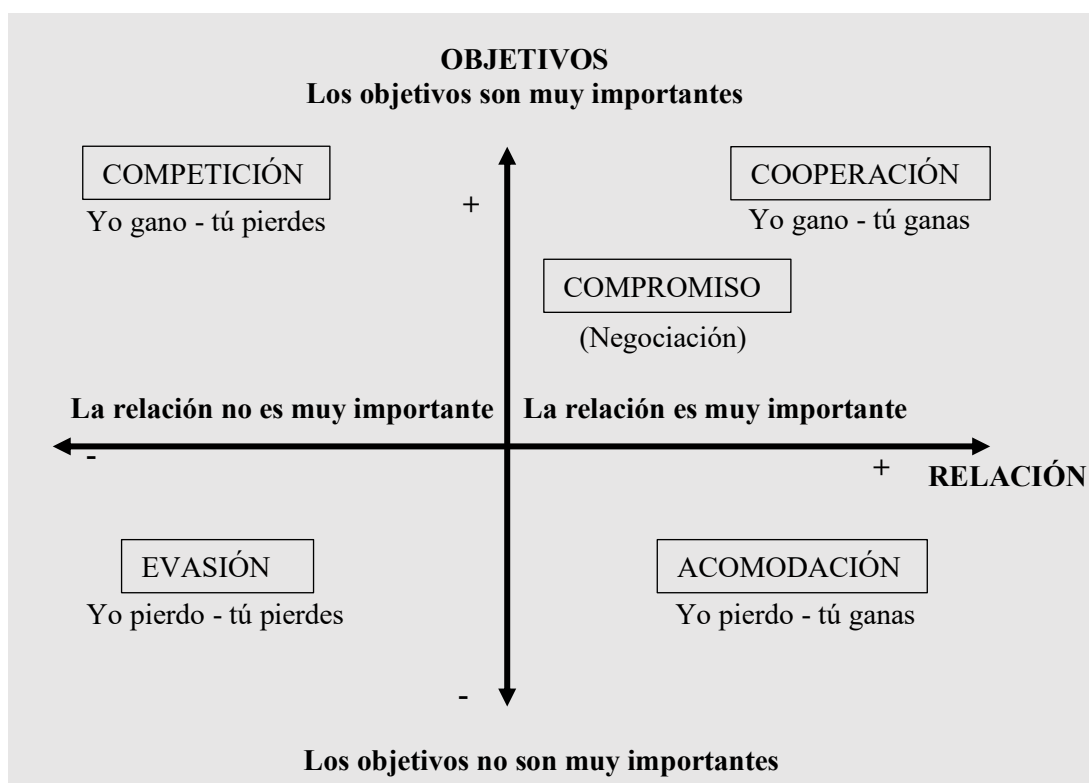 OBJETIVOS
Los objetivos son muy importantes
COMPETICIÓN
COOPERACIÓN
Yo gano - tú pierdes
+
Yo gano - tú ganas
COMPROMISO
(Negociación)
La relación no es muy importante
La relación es muy importante
-
+
RELACIÓN
EVASIÓN
ACOMODACIÓN
Yo pierdo - tú pierdes
Yo pierdo - tú ganas
-
Los objetivos no son muy importantes